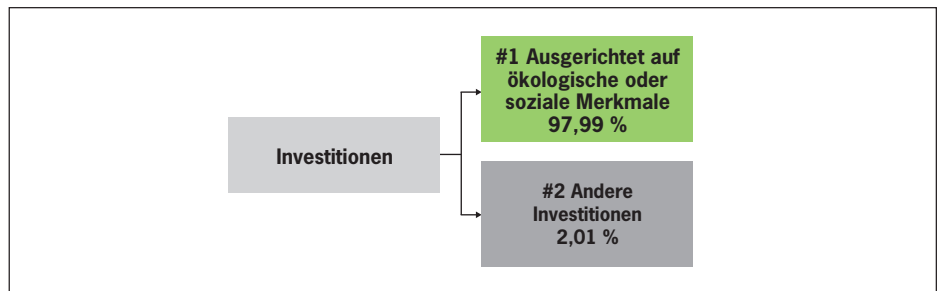 #1 Ausgerichtet auf
ökologische oder
soziale Merkmale
97,99 %
Investitionen
#2 Andere
Investitionen
2,01 %